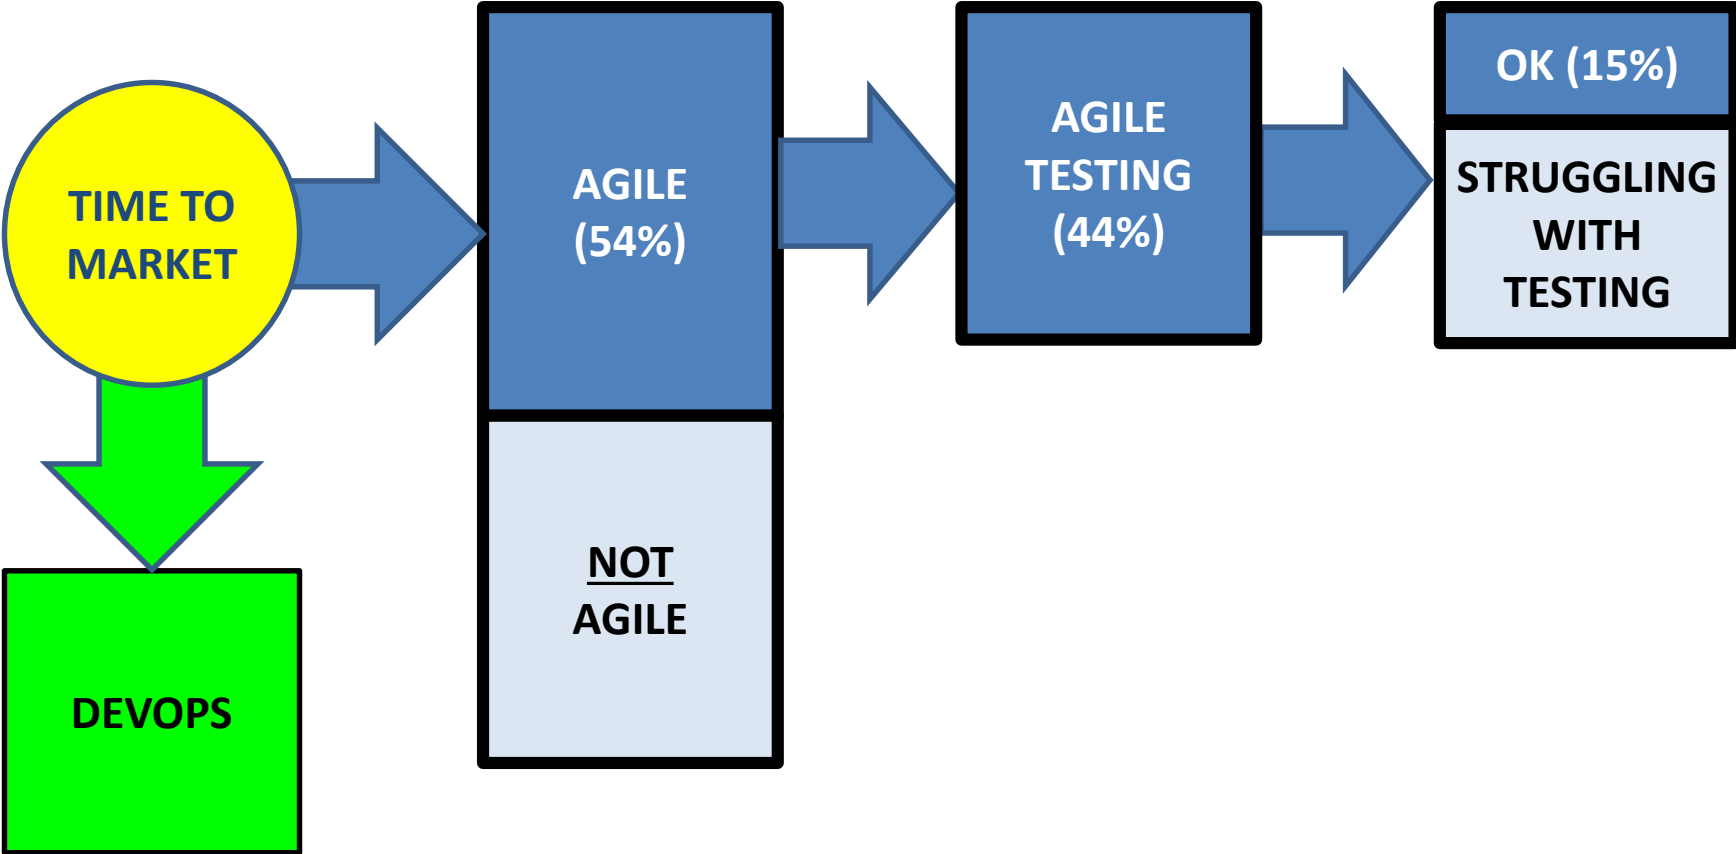 TIME TO
MARKET
AGILE
(54%)
AGILE
TESTING
(44%)
OK (15%)
STRUGGLING
WITH
TESTING
NOT
AGILE
DEVOPS